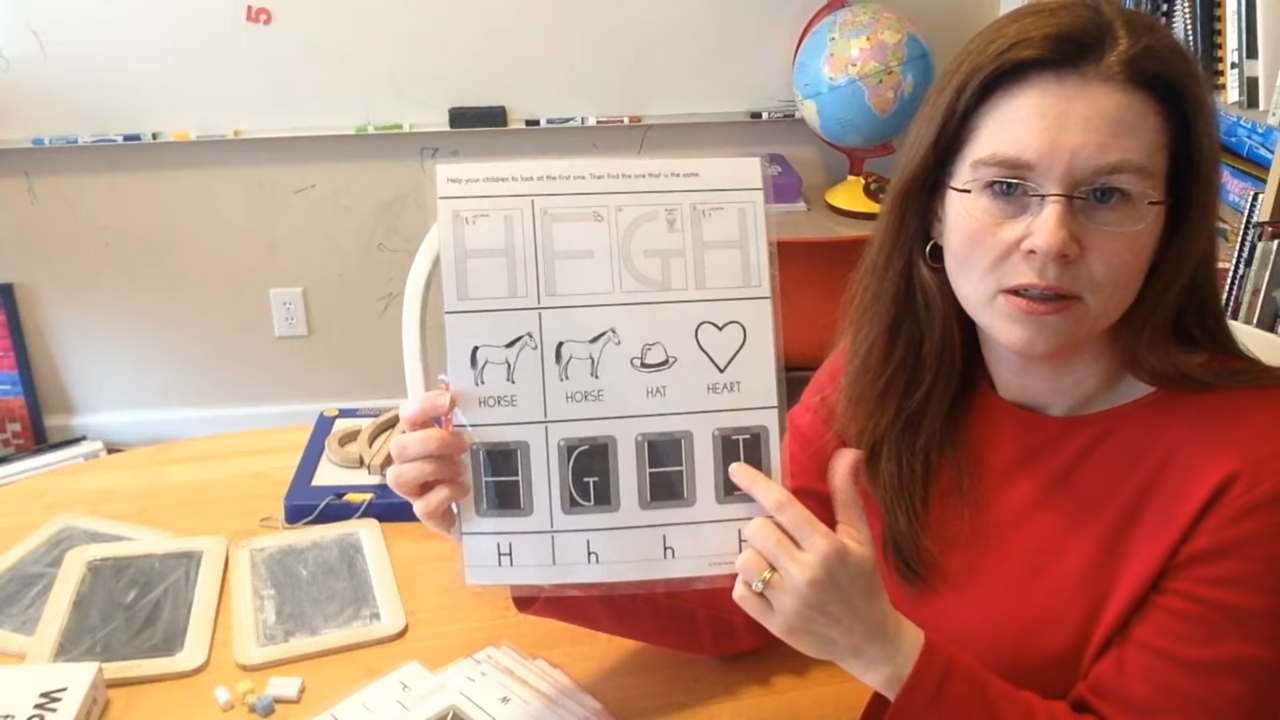 5
Help your children to look at the first one. Then find the one that is the same.
H F G H
HORSE HORSE HAT HEART
H G H I
H h h H
W